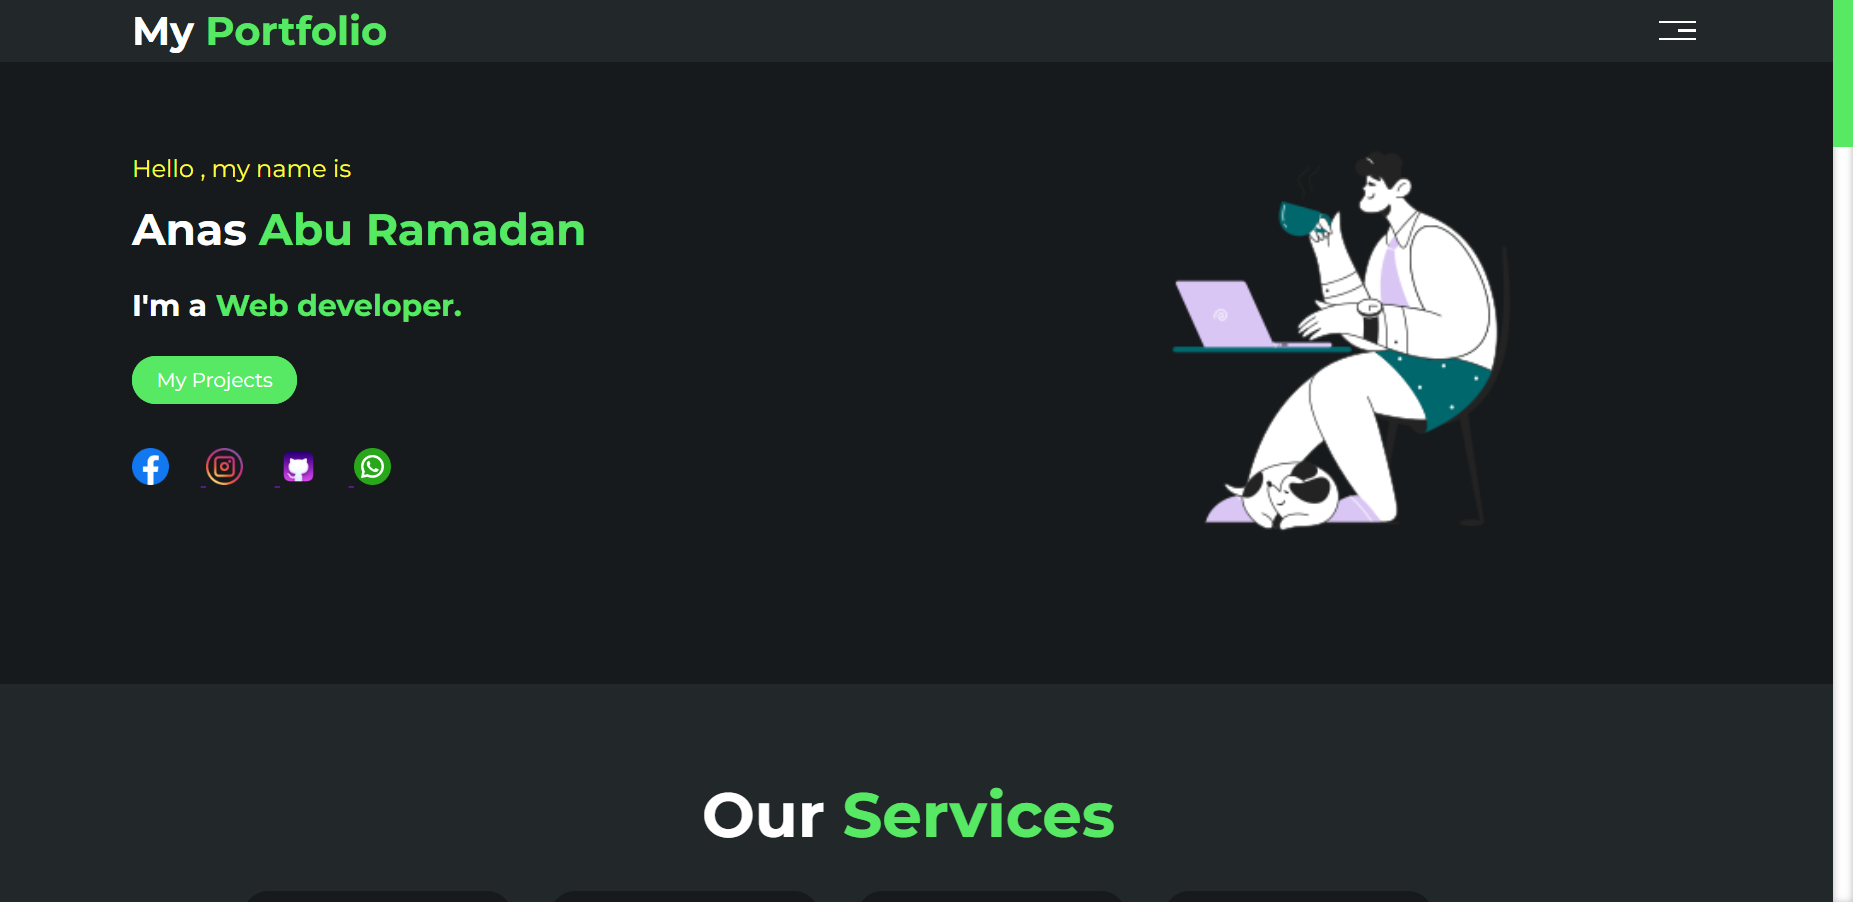 My Portfolio
Hello , my name is
Anas Abu Ramadan
I'm a Web developer.
My Projects
Our Services